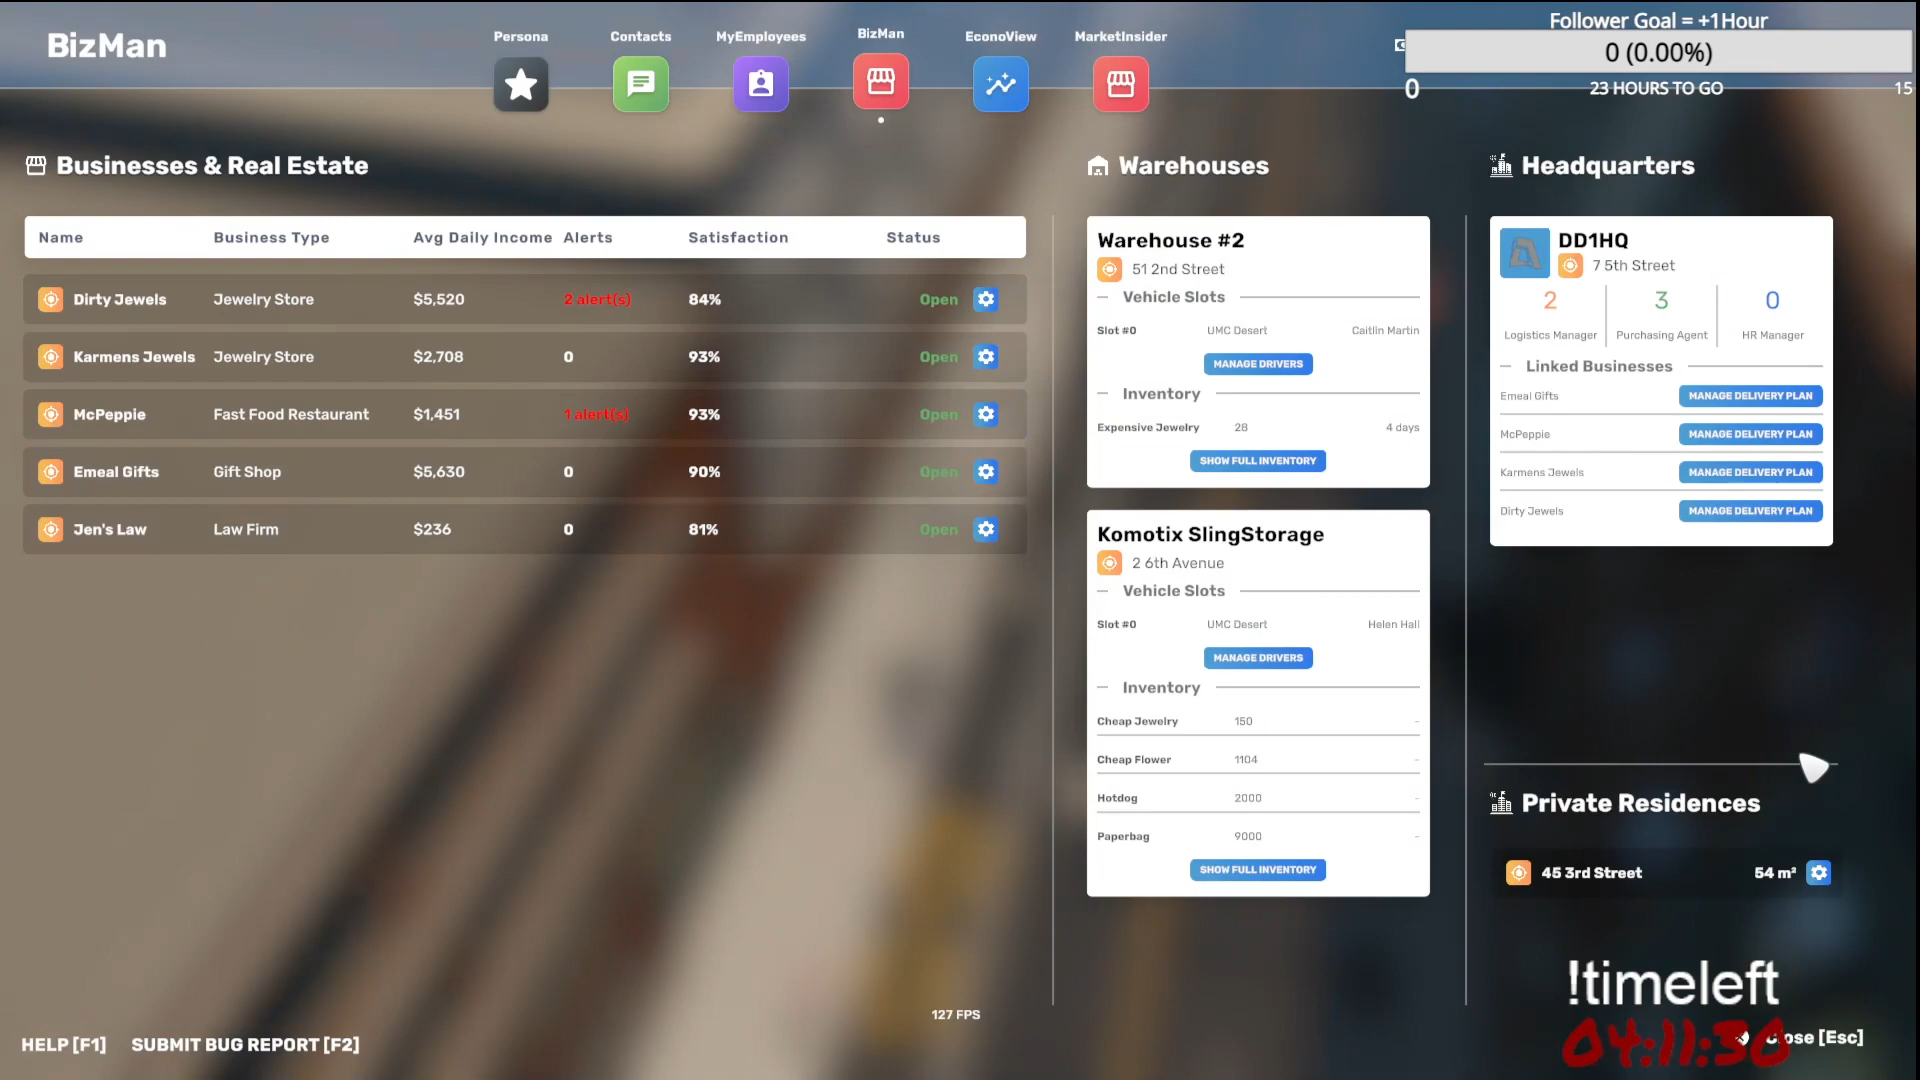 BizMan
Persona
Contacts
MyEmployees
BizMan
EconoView
MarketInsider
Follower Goal = +1Hour
0 (0.00%)
0
23 HOURS TO GO
15
Businesses & Real Estate
Name Business Type Avg Daily Income Alerts Satisfaction Status
Dirty Jewels Jewelry Store $5,520 2 alert(s) 84% Open
Karmens Jewels Jewelry Store $2,708 0 93% Open
McPeppie Fast Food Restaurant $1,451 1 alert(s) 93% Open
Emeal Gifts Gift Shop $5,630 0 90% Open
Jen's Law Law Firm $236 0 81% Open
Warehouses
Warehouse #2
51 2nd Street
Vehicle Slots
Slot #0 UMC Desert Caitlin Martin
MANAGE DRIVERS
Inventory
Expensive Jewelry 28 4 days
SHOW FULL INVENTORY
Komotix SlingStorage
2 6th Avenue
Vehicle Slots
Slot #0 UMC Desert Helen Hall
MANAGE DRIVERS
Inventory
Cheap Jewelry 150 -
Cheap Flower 1104 -
Hotdog 2000 -
Paperbag 9000 -
SHOW FULL INVENTORY
Headquarters
DD1HQ
7 5th Street
2 3 0
Logistics Manager Purchasing Agent HR Manager
Linked Businesses
Emeal Gifts MANAGE DELIVERY PLAN
McPeppie MANAGE DELIVERY PLAN
Karmens Jewels MANAGE DELIVERY PLAN
Dirty Jewels MANAGE DELIVERY PLAN
Private Residences
45 3rd Street 54 m²
!timeleft
04:11:30
Close [Esc]
127 FPS
HELP [F1] SUBMIT BUG REPORT [F2]